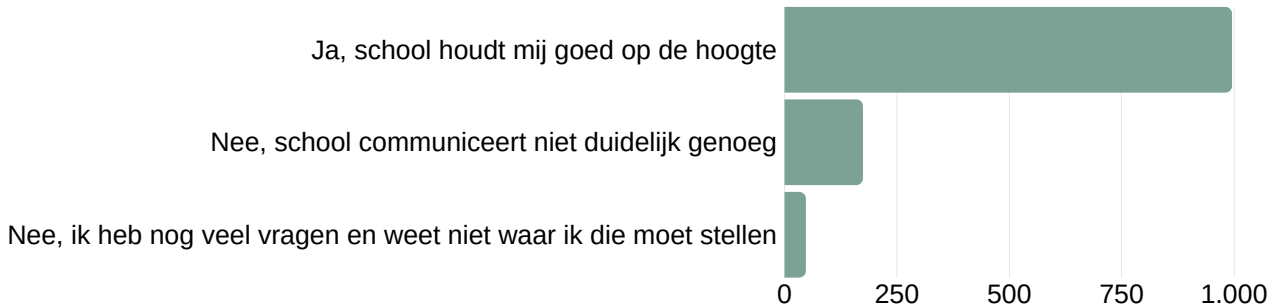 Ja, school houdt mij goed op de hoogte
Nee, school communiceert niet duidelijk genoeg
Nee, ik heb nog veel vragen en weet niet waar ik die moet stellen
0 250 500 750 1.000